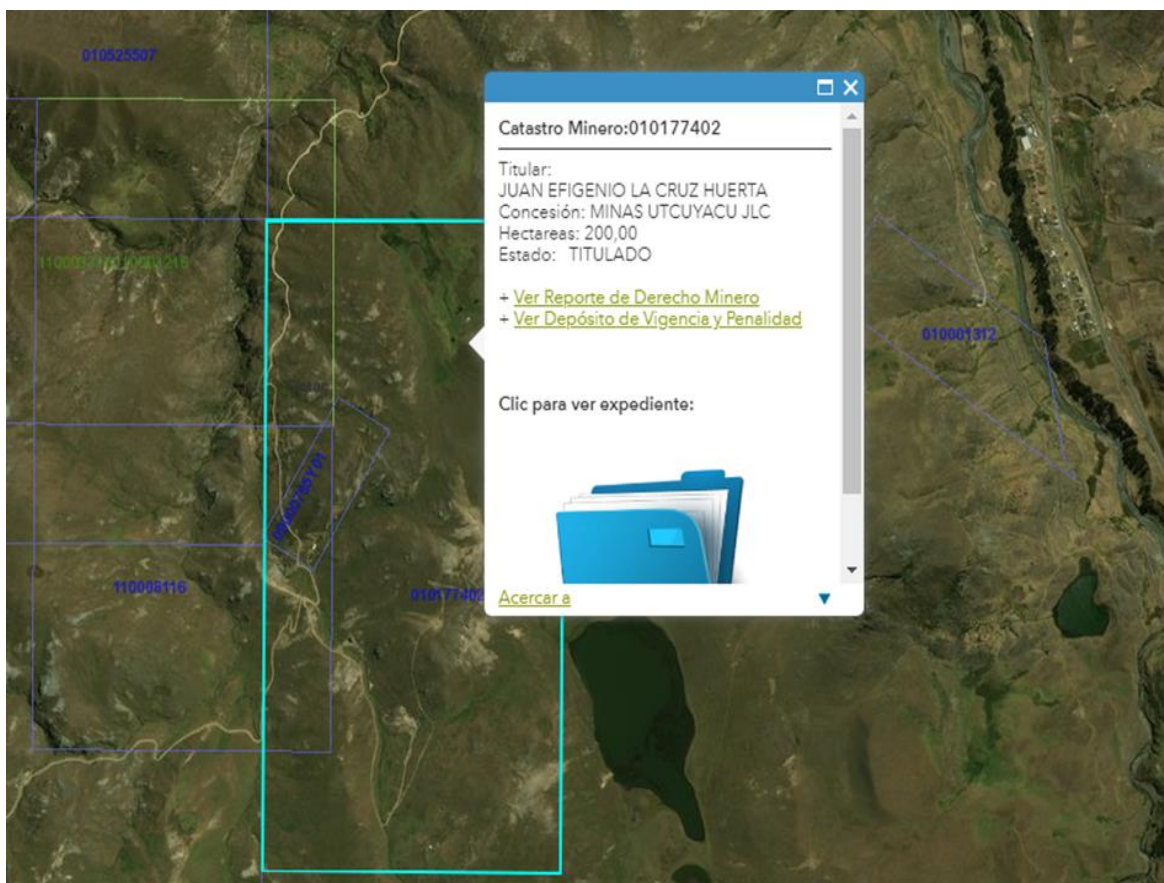 010525507
Catastro Minero:010177402
Titular:
JUAN EFIGENIO LA CRUZ HUERTA
Concesión: MINAS UTCUYACU JLC
Hectareas: 200,00
Estado: TITULADO
+ Ver Reporte de Derecho Minero
+ Ver Depósito de Vigencia y Penalidad
010001312
Clic para ver expediente:
110008116
010177402
Acercar a